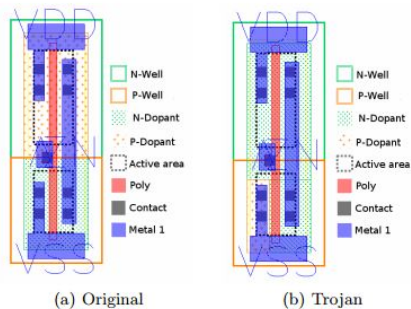 VDD
VDD
N-Well
P-Well
N-Dopant
P-Dopant
Active area
Poly
Contact
Metal 1
N-Well
P-Well
N-Dopant
P-Dopant
Active area
Poly
Contact
Metal 1
VSS
VSS
(a) Original
(b) Trojan